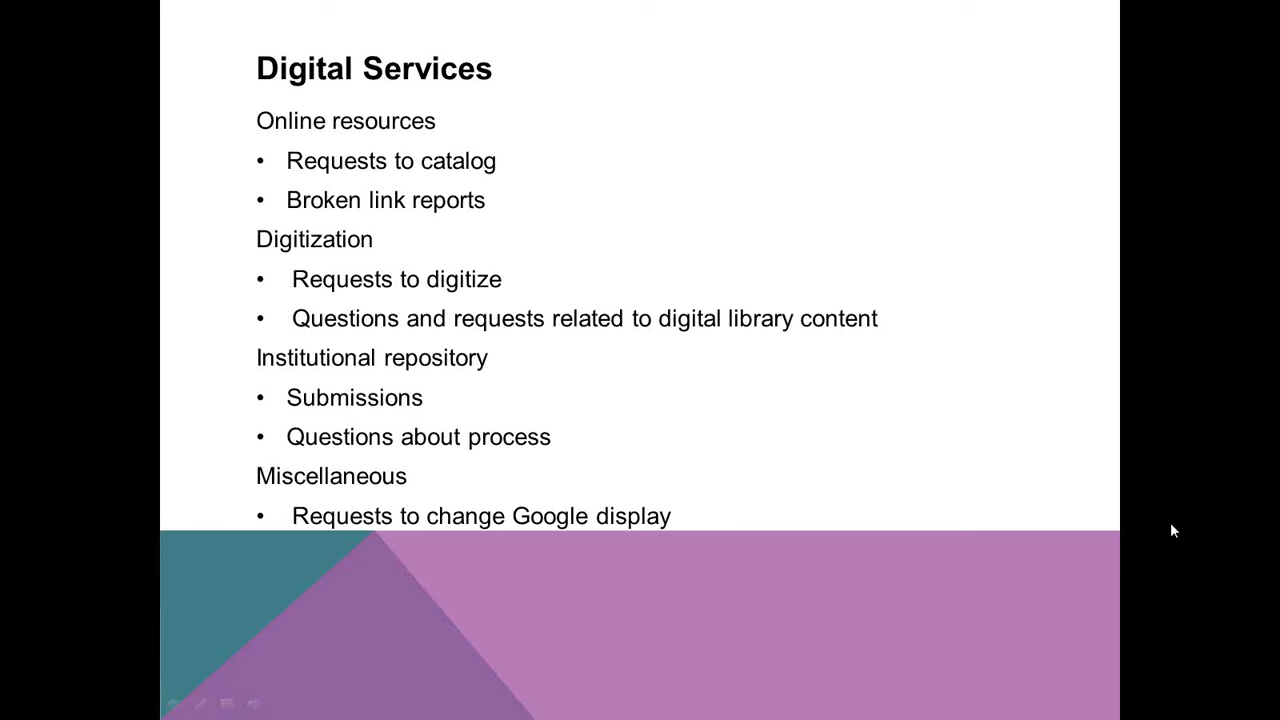 Digital Services
Online resources
• Requests to catalog
• Broken link reports
Digitization
• Requests to digitize
• Questions and requests related to digital library content
Institutional repository
• Submissions
• Questions about process
Miscellaneous
• Requests to change Google display